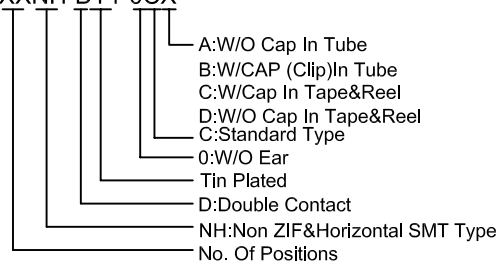 A:W/O Cap In Tube
B:W/CAP (Clip)In Tube
C:W/Cap In Tape&Reel
D:W/O Cap In Tape&Reel
C:Standard Type
0:W/O Ear
Tin Plated
D:Double Contact
NH:Non ZIF&Horizontal SMT Type
No. Of Positions